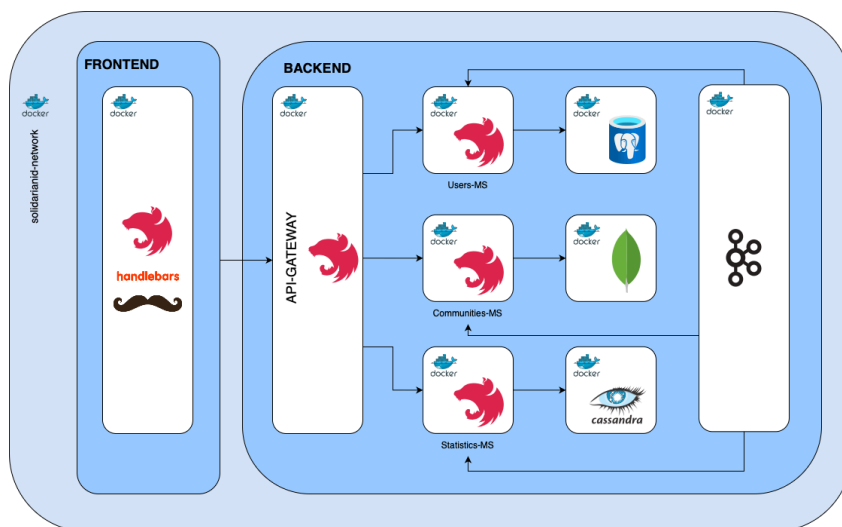 solidarianid-network
docker
FRONTEND
docker
handlebars
BACKEND
docker
API-GATEWAY
docker
Users-MS
docker
docker
Communities-MS
docker
docker
Statistics-MS
docker
cassandra
docker